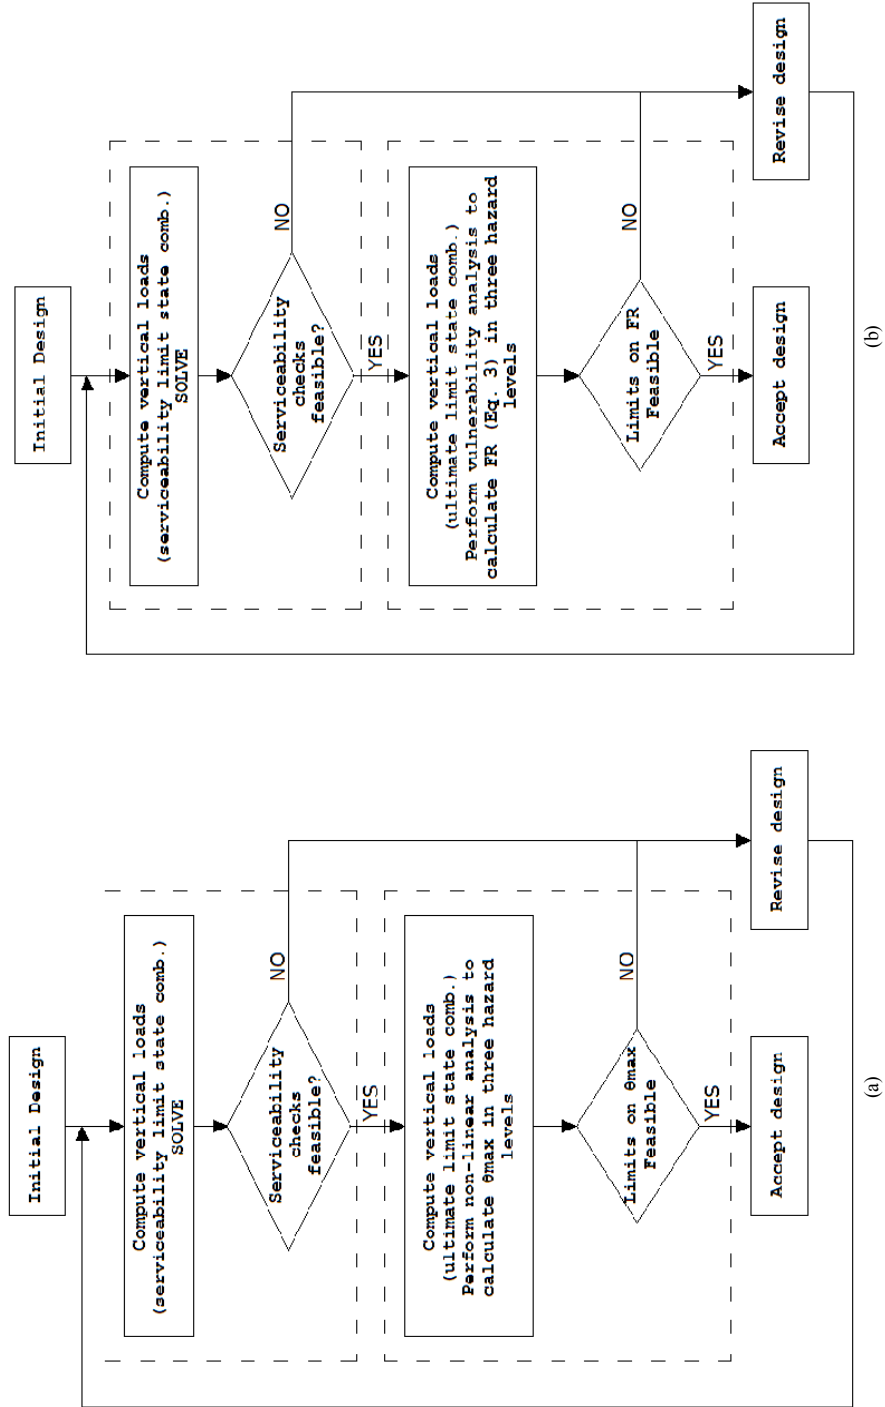 Initial Design
Compute vertical loads
(serviceability limit state comb.)
SOLVE
Serviceability
checks
feasible?
NO
YES
Compute vertical loads
(ultimate limit state comb.)
Perform non-linear analysis to
calculate θmax in three hazard
levels
Limits on θmax
Feasible
NO
YES
Accept design
Revise design
(a)
Initial Design
Compute vertical loads
(serviceability limit state comb.)
SOLVE
Serviceability
checks
feasible?
NO
YES
Compute vertical loads
(ultimate limit state comb.)
Perform vulnerability analysis to
calculate FR (Eq. 3) in three hazard
levels
Limits on FR
Feasible
NO
YES
Accept design
Revise design
(b)